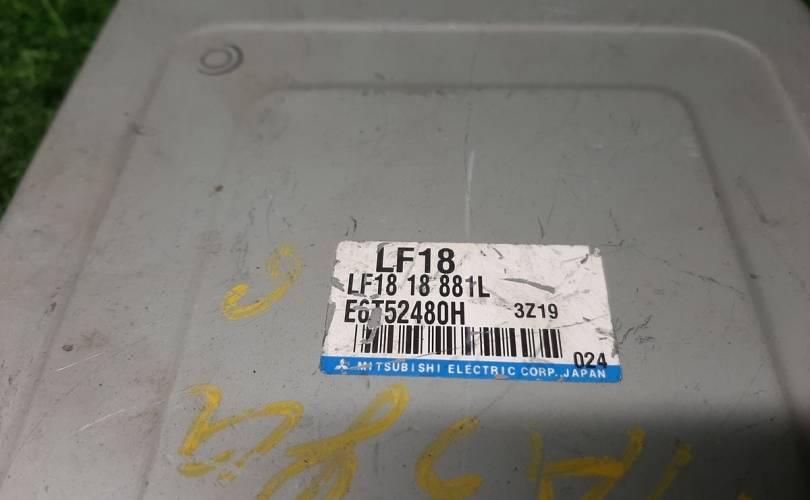 LF18
LF18 18 881L
E6T52480H 3Z19
024
MITSUBISHI ELECTRIC CORP., JAPAN